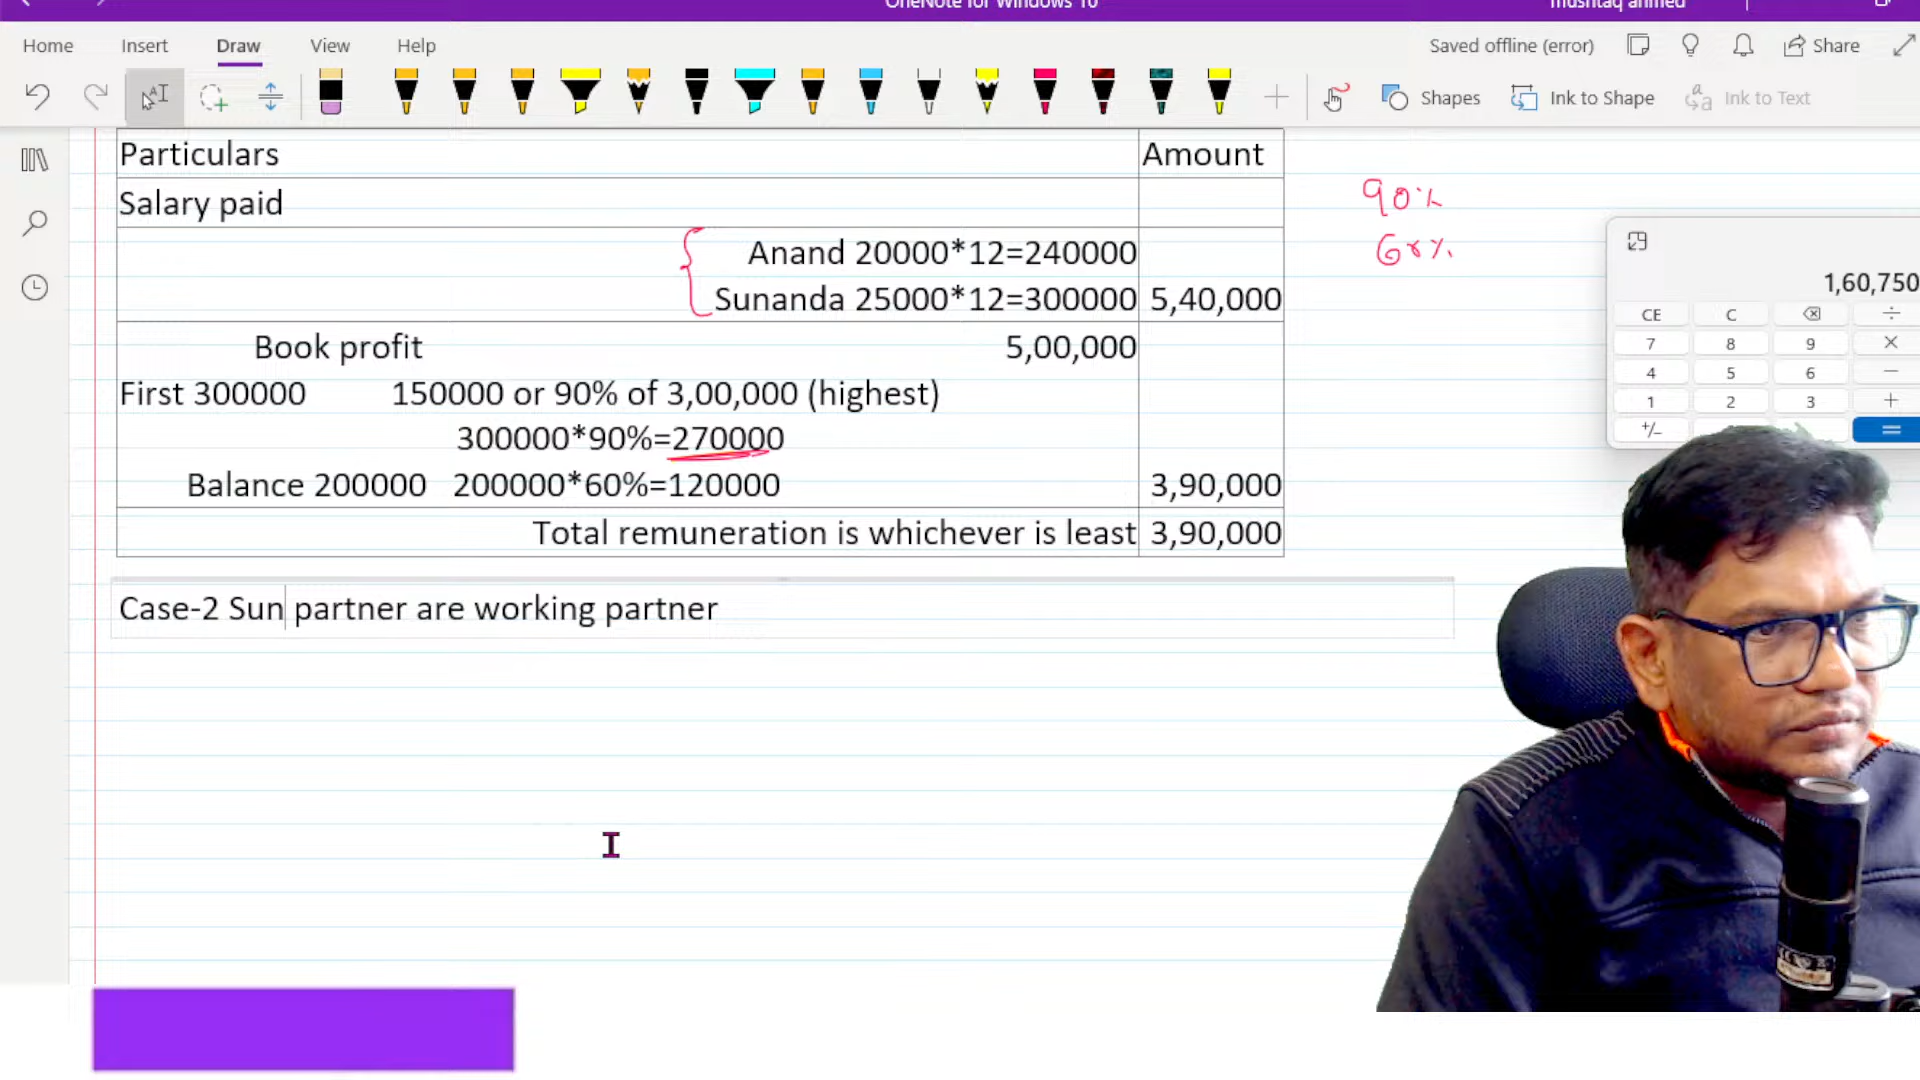 OneNote for Windows 10
mushtaq ahmed
Home Insert Draw View Help
Saved offline (error)
Share
Shapes
Ink to Shape
Ink to Text
Particulars Amount
Salary paid
Anand 20000*12=240000
Sunanda 25000*12=300000 5,40,000
Book profit 5,00,000
First 300000 150000 or 90% of 3,00,000 (highest)
300000*90%=270000
Balance 200000 200000*60%=120000 3,90,000
Total remuneration is whichever is least 3,90,000
90%
60%
1,60,750
CE C ⌫ ÷
7 8 9 ×
4 5 6 −
1 2 3 +
+/− =
Case-2 Sun partner are working partner